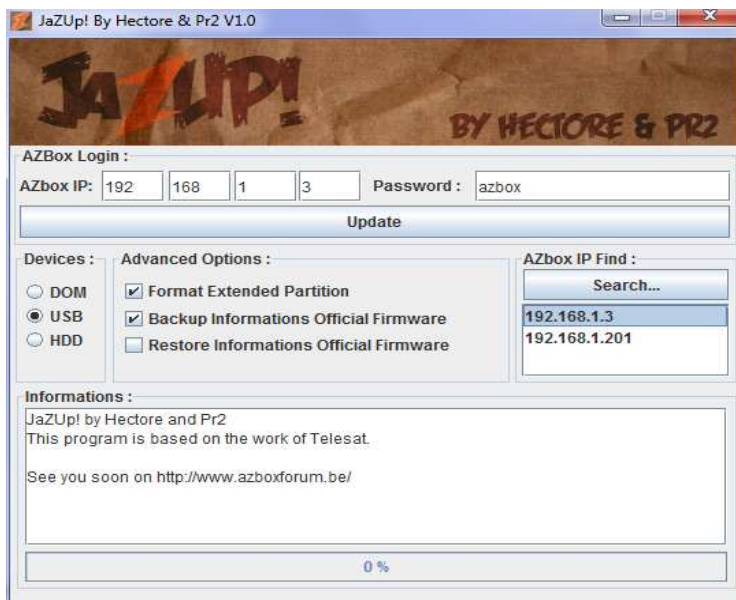 JaZUp! By Hectore & Pr2 V1.0
JAZUP!
BY HECTORE & PR2
AZBox Login :
AZbox IP: 192 168 1 3 Password : azbox
Update
Devices :
DOM
USB
HDD
Advanced Options :
Format Extended Partition
Backup Informations Official Firmware
Restore Informations Official Firmware
AZbox IP Find :
Search...
192.168.1.3
192.168.1.201
Informations :
JaZUp! by Hectore and Pr2
This program is based on the work of Telesat.
See you soon on http://www.azboxforum.be/
0 %